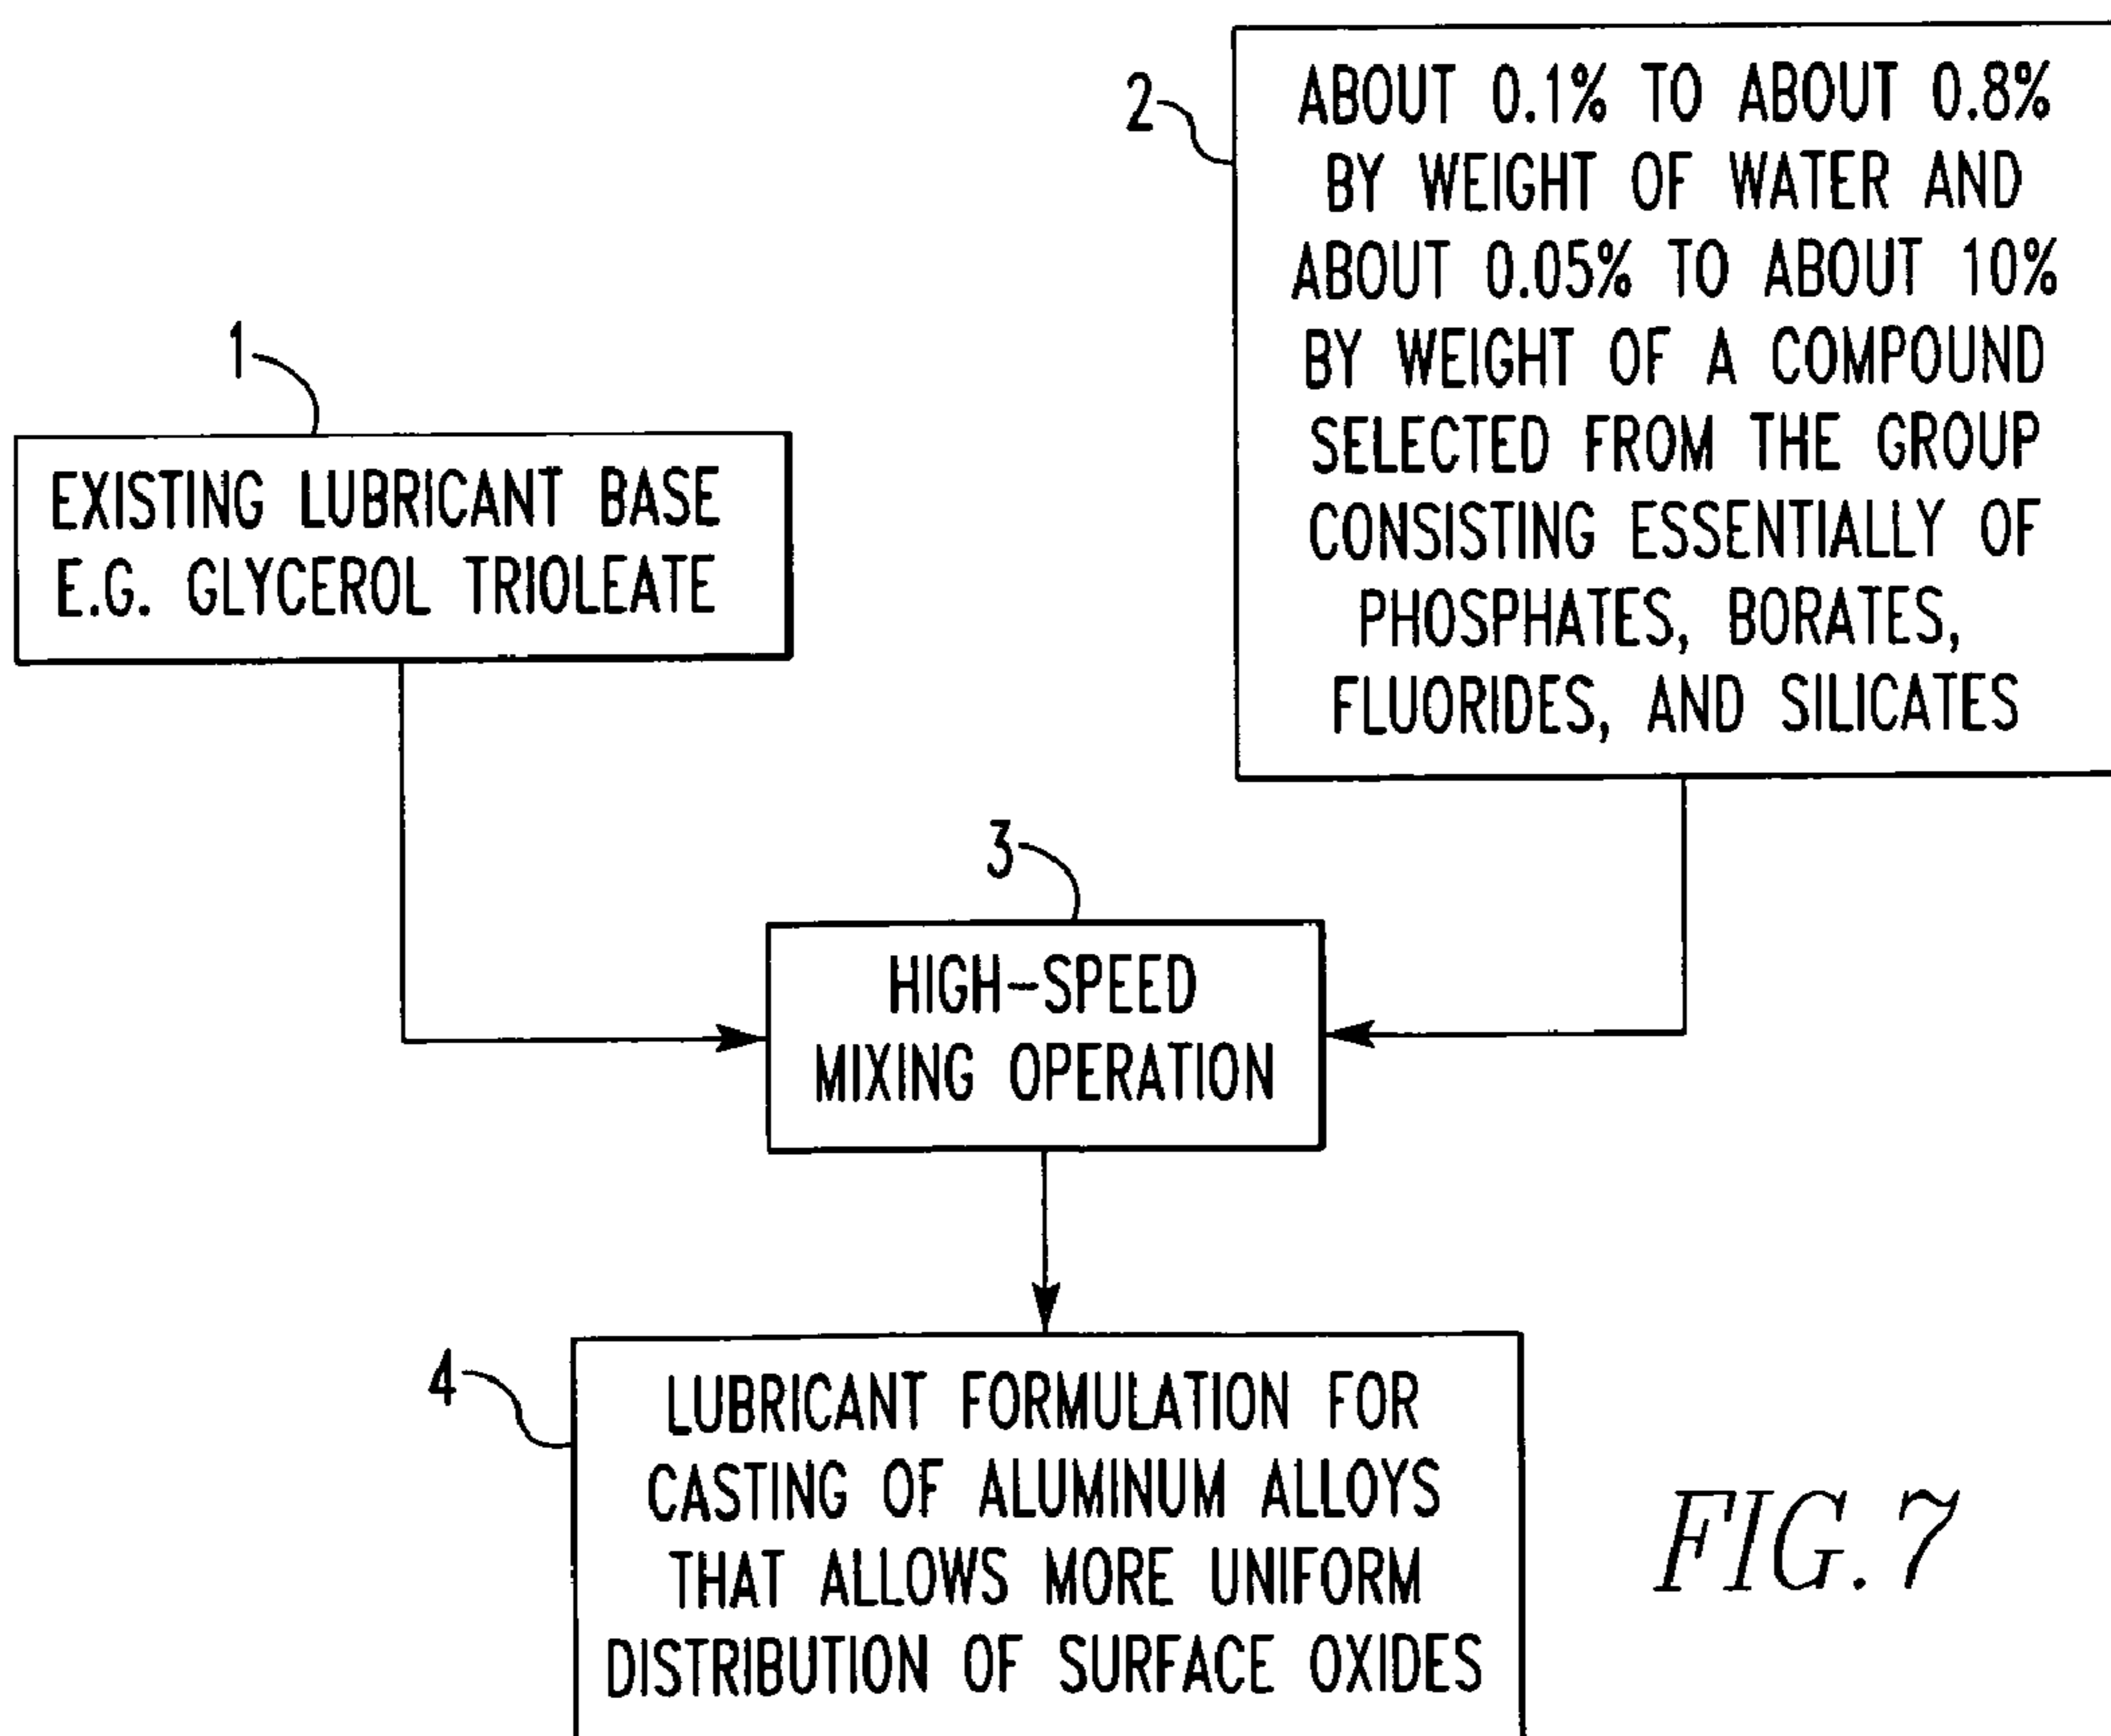 1
EXISTING LUBRICANT BASE
E.G. GLYCEROL TRIOLEATE
2
ABOUT 0.1% TO ABOUT 0.8%
BY WEIGHT OF WATER AND
ABOUT 0.05% TO ABOUT 10%
BY WEIGHT OF A COMPOUND
SELECTED FROM THE GROUP
CONSISTING ESSENTIALLY OF
PHOSPHATES, BORATES,
FLUORIDES, AND SILICATES
3
HIGH-SPEED
MIXING OPERATION
4
LUBRICANT FORMULATION FOR
CASTING OF ALUMINUM ALLOYS
THAT ALLOWS MORE UNIFORM
DISTRIBUTION OF SURFACE OXIDES
FIG. 7